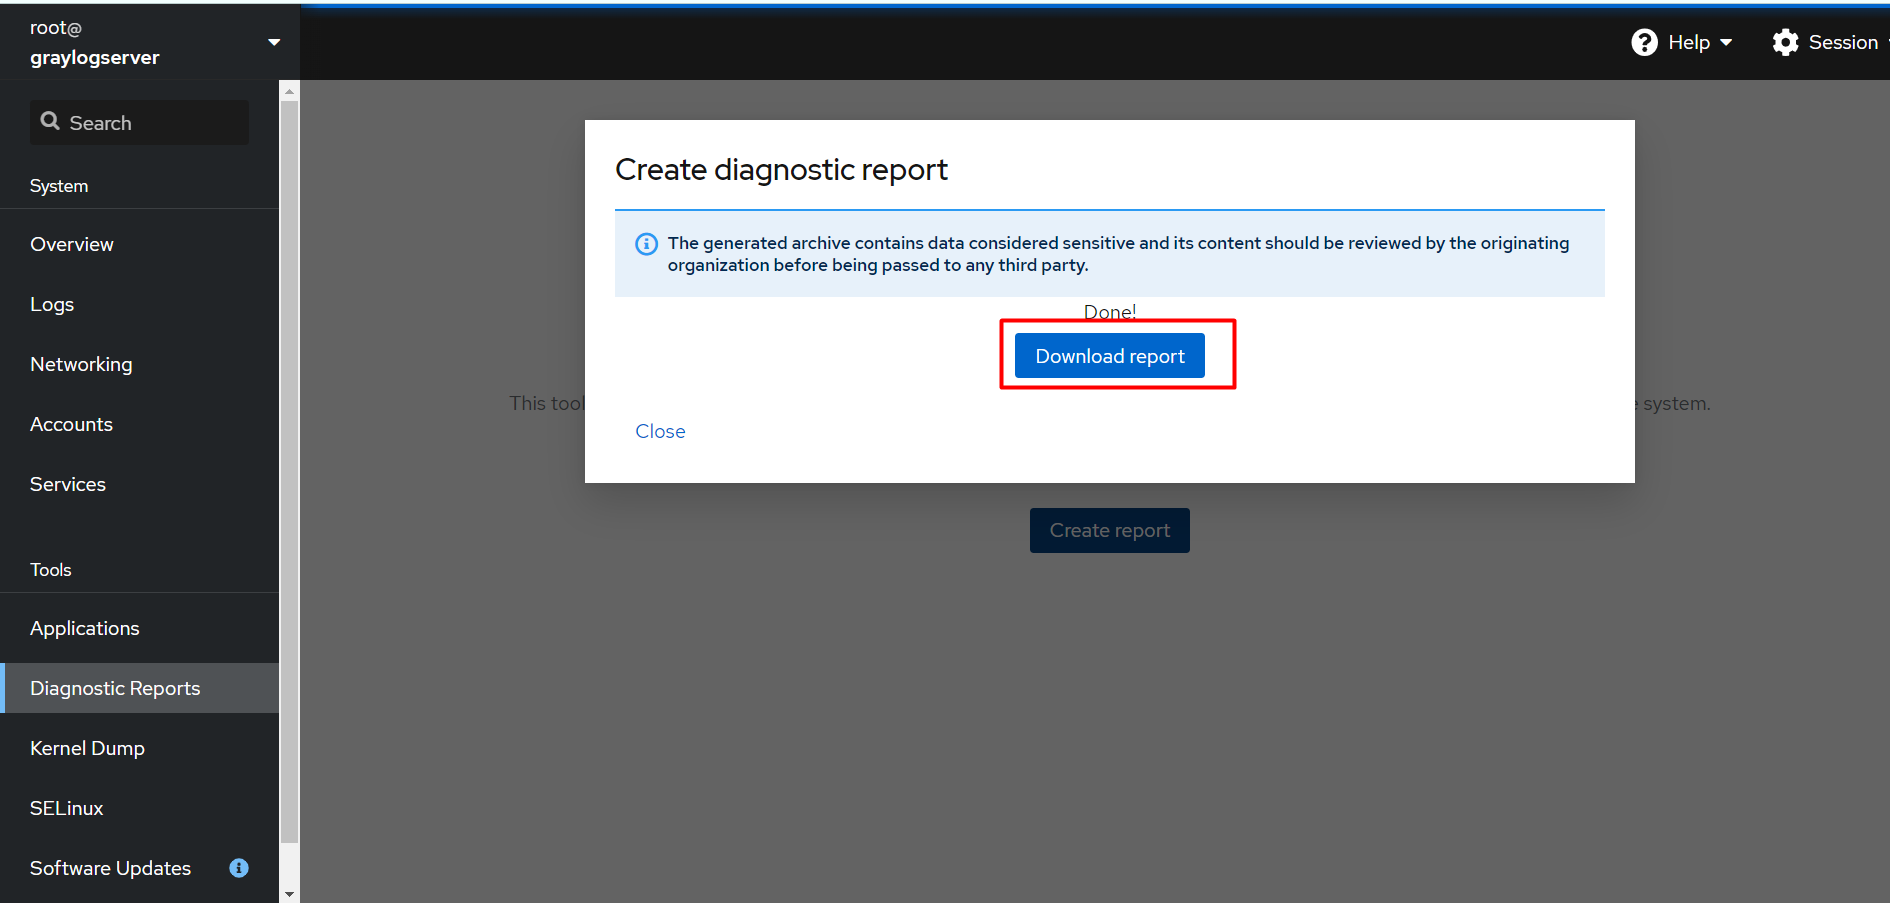 root@
graylogserver
Help
Session
Search
System
Overview
Logs
Networking
Accounts
Services
Tools
Applications
Diagnostic Reports
Kernel Dump
SELinux
Software Updates
Create diagnostic report
The generated archive contains data considered sensitive and its content should be reviewed by the originating
organization before being passed to any third party.
Done!
Download report
This tool
system.
Close
Create report